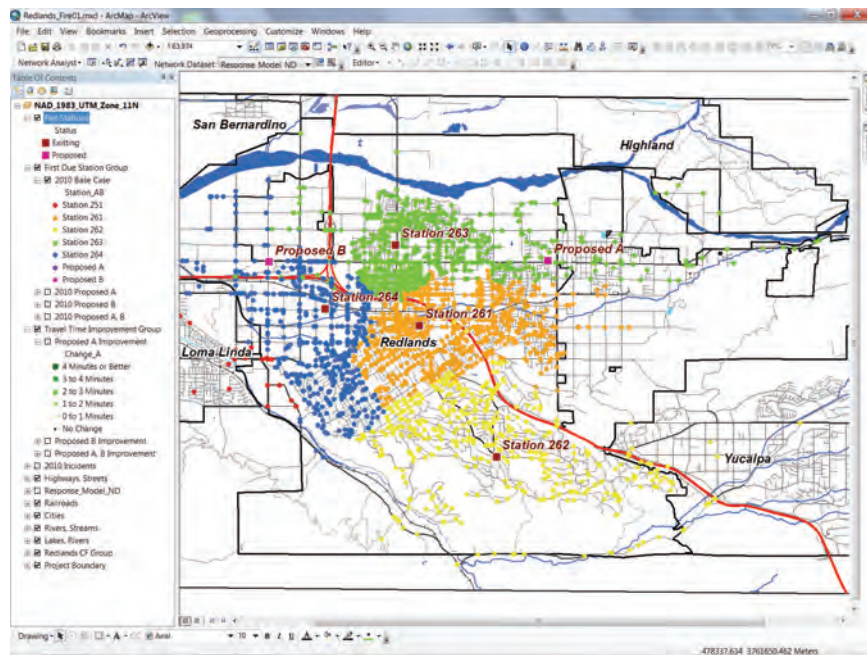 Redlands_Fire01.mxd - ArcMap - ArcView
File Edit View Bookmarks Insert Selection Geoprocessing Customize Windows Help
1:63,974
Network Analyst Network Dataset: Response_Model_ND Editor
Table Of Contents
NAD_1983_UTM_Zone_11N
Fire Stations
Status
Existing
Proposed
First Due Station Group
2010 Base Case
Station_AB
Station 251
Station 261
Station 262
Station 263
Station 264
Proposed A
Proposed B
2010 Proposed A
2010 Proposed B
2010 Proposed A, B
Travel Time Improvement Group
Proposed A Improvement
Change_A
4 Minutes or Better
3 to 4 Minutes
2 to 3 Minutes
1 to 2 Minutes
0 to 1 Minutes
No Change
Proposed B Improvement
Proposed A, B Improvement
2010 Incidents
Highways, Streets
Response_Model_ND
Railroads
Cities
Rivers, Streams
Lakes, Rivers
Redlands CF Group
Project Boundary
San Bernardino
Highland
Station 263
Proposed B
Proposed A
Station 264
Station 261
Redlands
Loma Linda
Station 262
Yucaipa
Drawing Arial 10 B I U A
478337.634 3761650.462 Meters